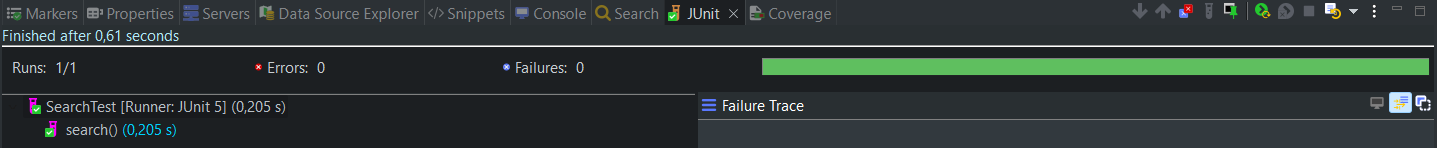 Markers Properties Servers Data Source Explorer Snippets Console Search JUnit Coverage
Finished after 0,61 seconds
Runs: 1/1 Errors: 0 Failures: 0
SearchTest [Runner: JUnit 5] (0,205 s)
Failure Trace
search() (0,205 s)